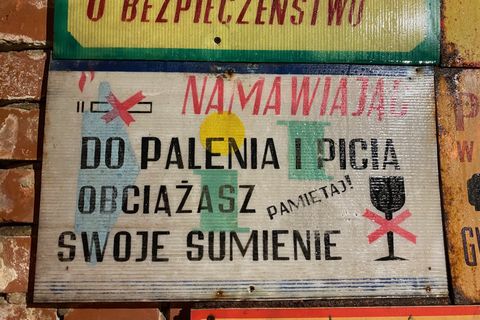 O BEZPIECZEŃSTWO
NAMAWIAJĄC
DO PALENIA I PICIA
OBCIĄŻASZ PAMIĘTAJ!
SWOJE SUMIENIE